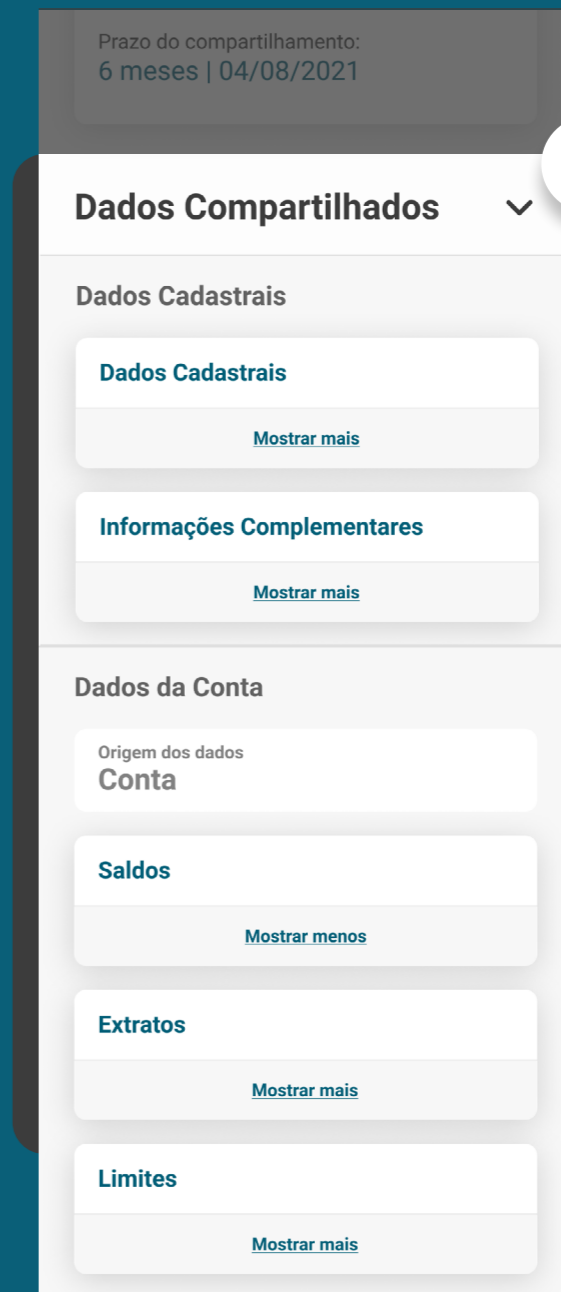 Prazo do compartilhamento:
6 meses | 04/08/2021
Dados Compartilhados
Dados Cadastrais
Dados Cadastrais
Mostrar mais
Informações Complementares
Mostrar mais
Dados da Conta
Origem dos dados
Conta
Saldos
Mostrar menos
Extratos
Mostrar mais
Limites
Mostrar mais